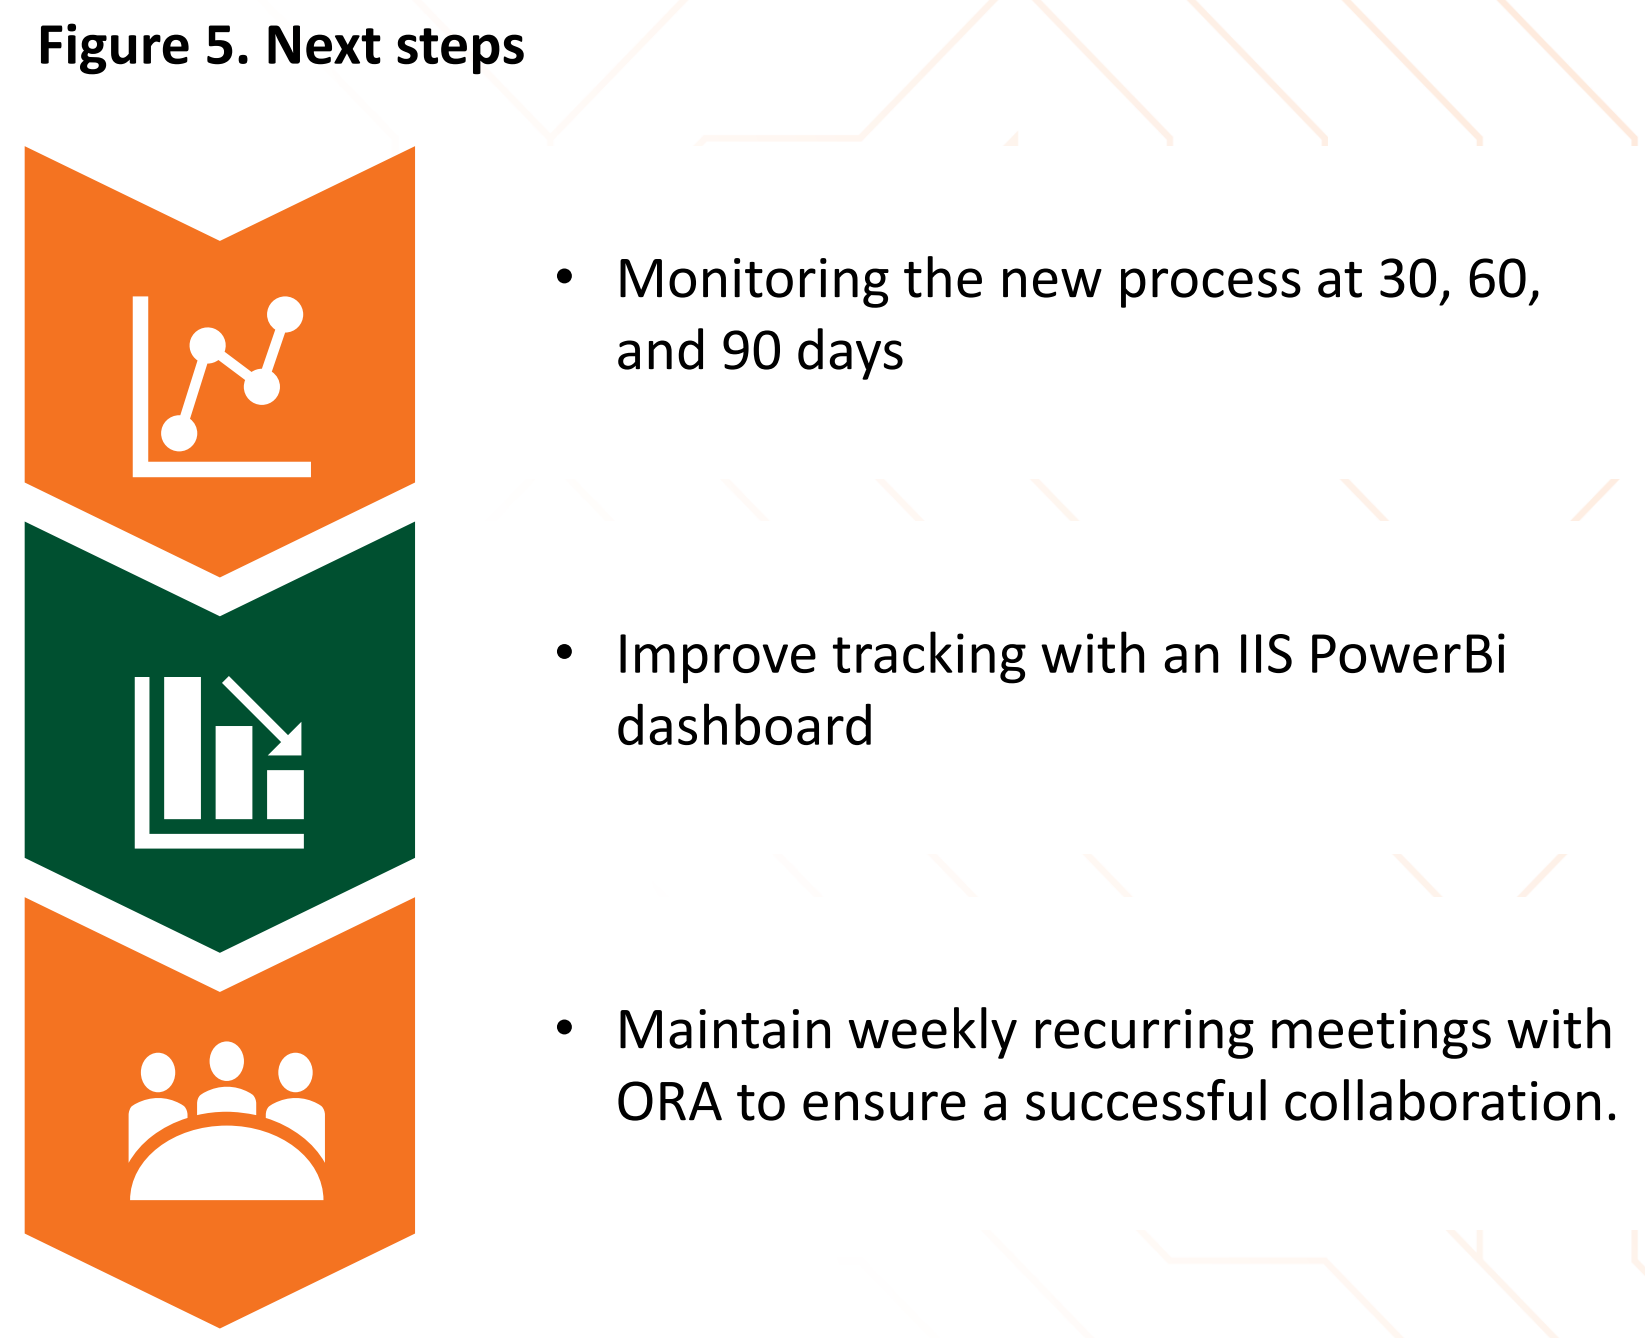 Figure 5. Next steps
• Monitoring the new process at 30, 60,
and 90 days
• Improve tracking with an IIS PowerBi
dashboard
• Maintain weekly recurring meetings with
ORA to ensure a successful collaboration.